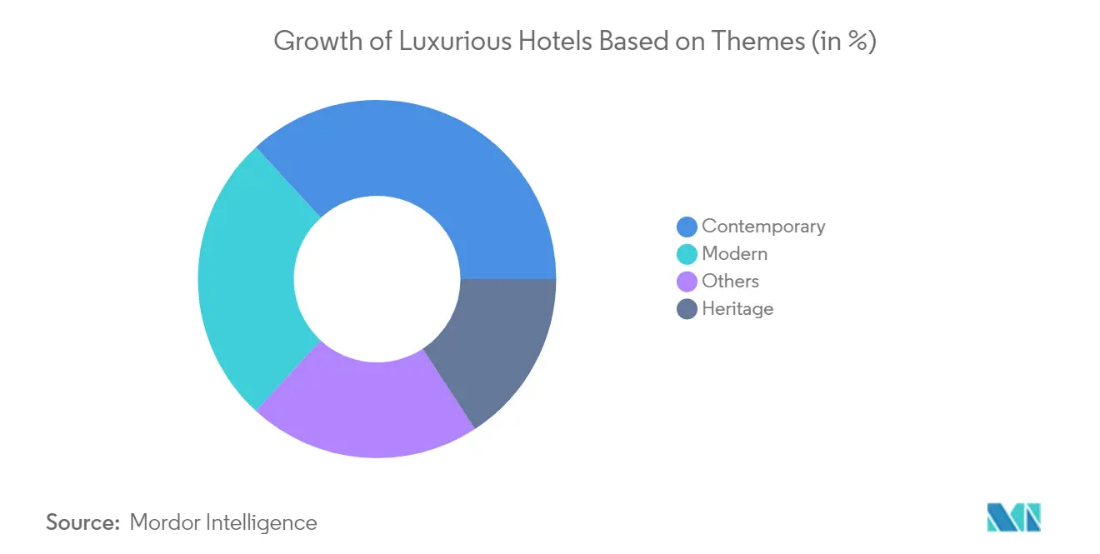 Growth of Luxurious Hotels Based on Themes (in %)
Contemporary
Modern
Others
Heritage
Source: Mordor Intelligence